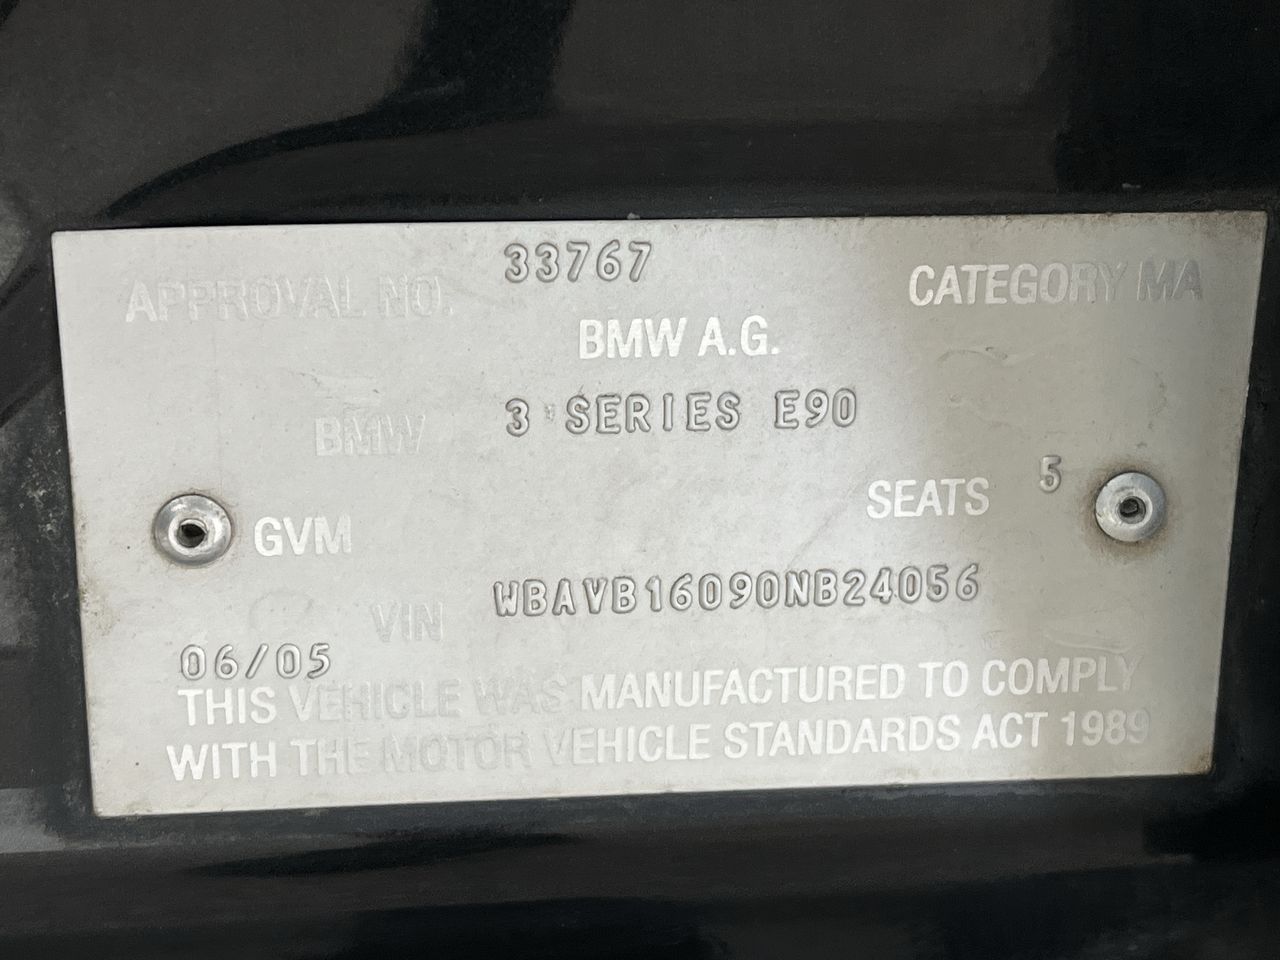 APPROVAL NO. 33767 CATEGORY MA
BMW A.G.
BMW 3 SERIES E90
SEATS 5
GVM
VIN WBAVB16090NB24056
06/05
THIS VEHICLE WAS MANUFACTURED TO COMPLY
WITH THE MOTOR VEHICLE STANDARDS ACT 1989